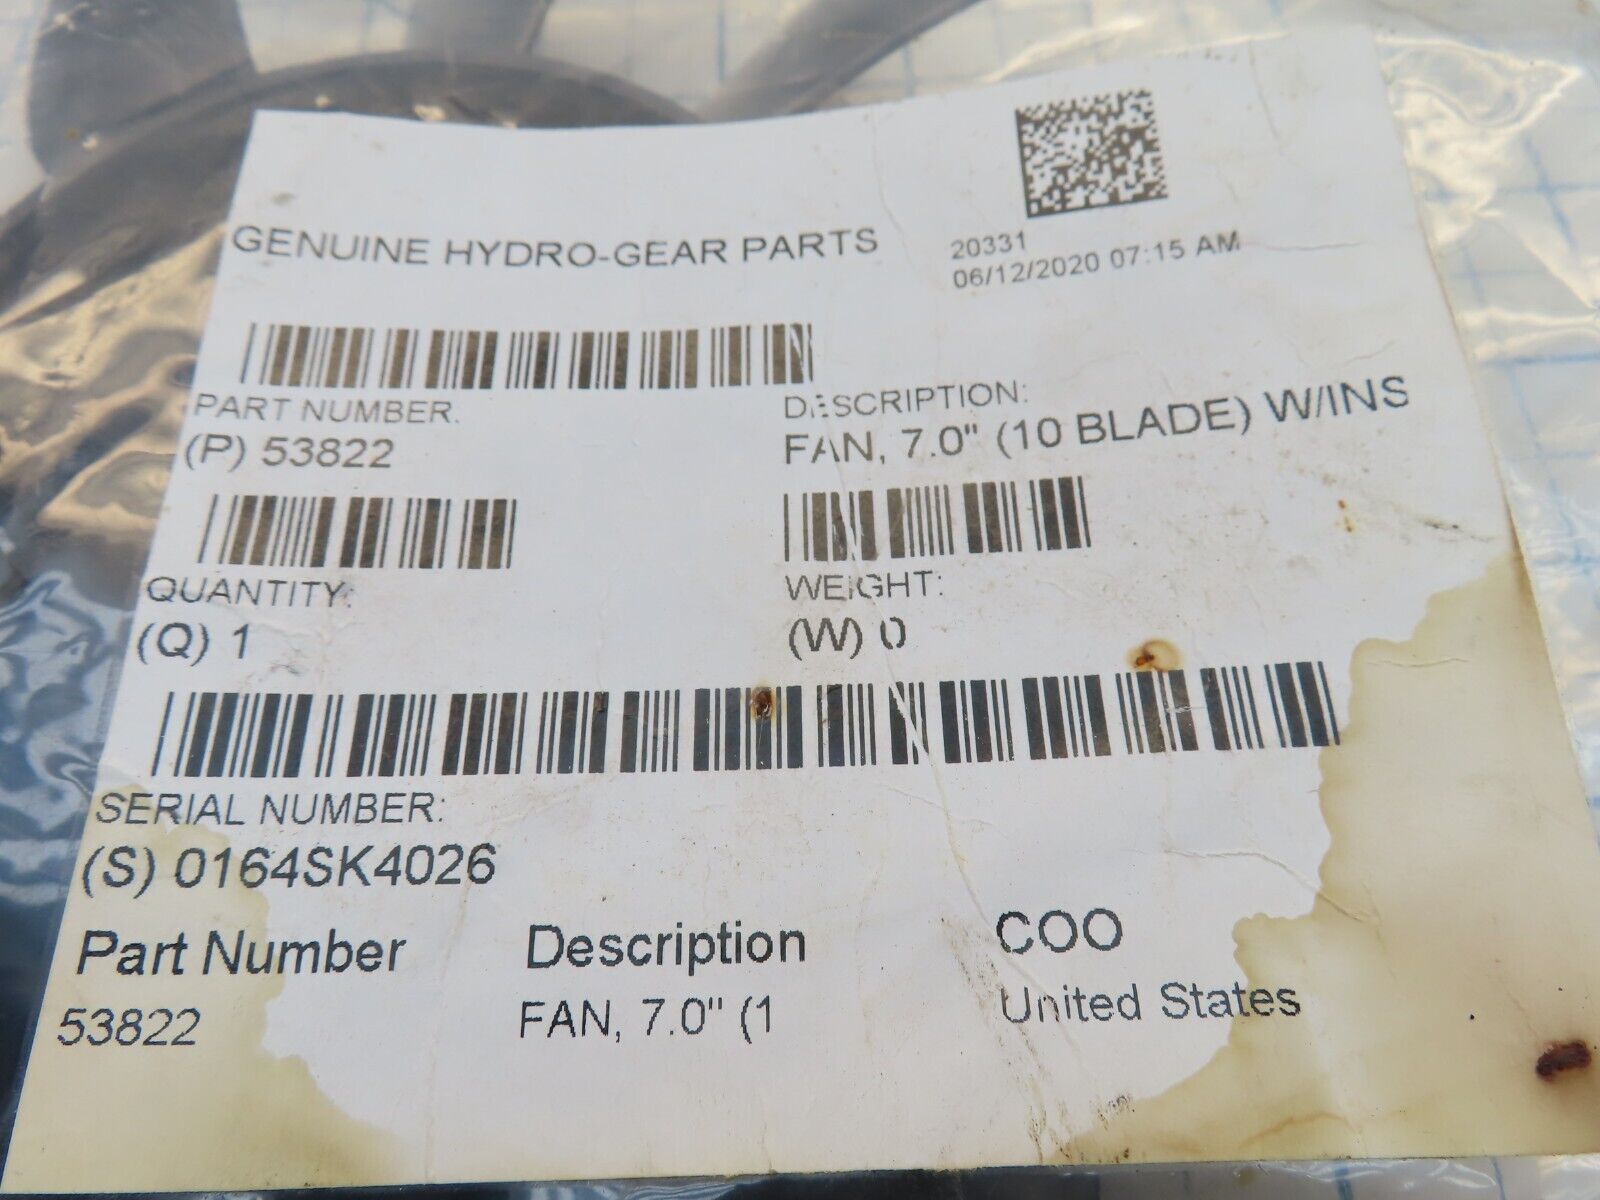 GENUINE HYDRO-GEAR PARTS
20331
06/12/2020 07:15 AM
PART NUMBER:
(P) 53822
DESCRIPTION:
FAN, 7.0" (10 BLADE) W/INS
QUANTITY:
(Q) 1
WEIGHT:
(W) 0
SERIAL NUMBER:
(S) 0164SK4026
Part Number Description COO
53822 FAN, 7.0" (1 United States